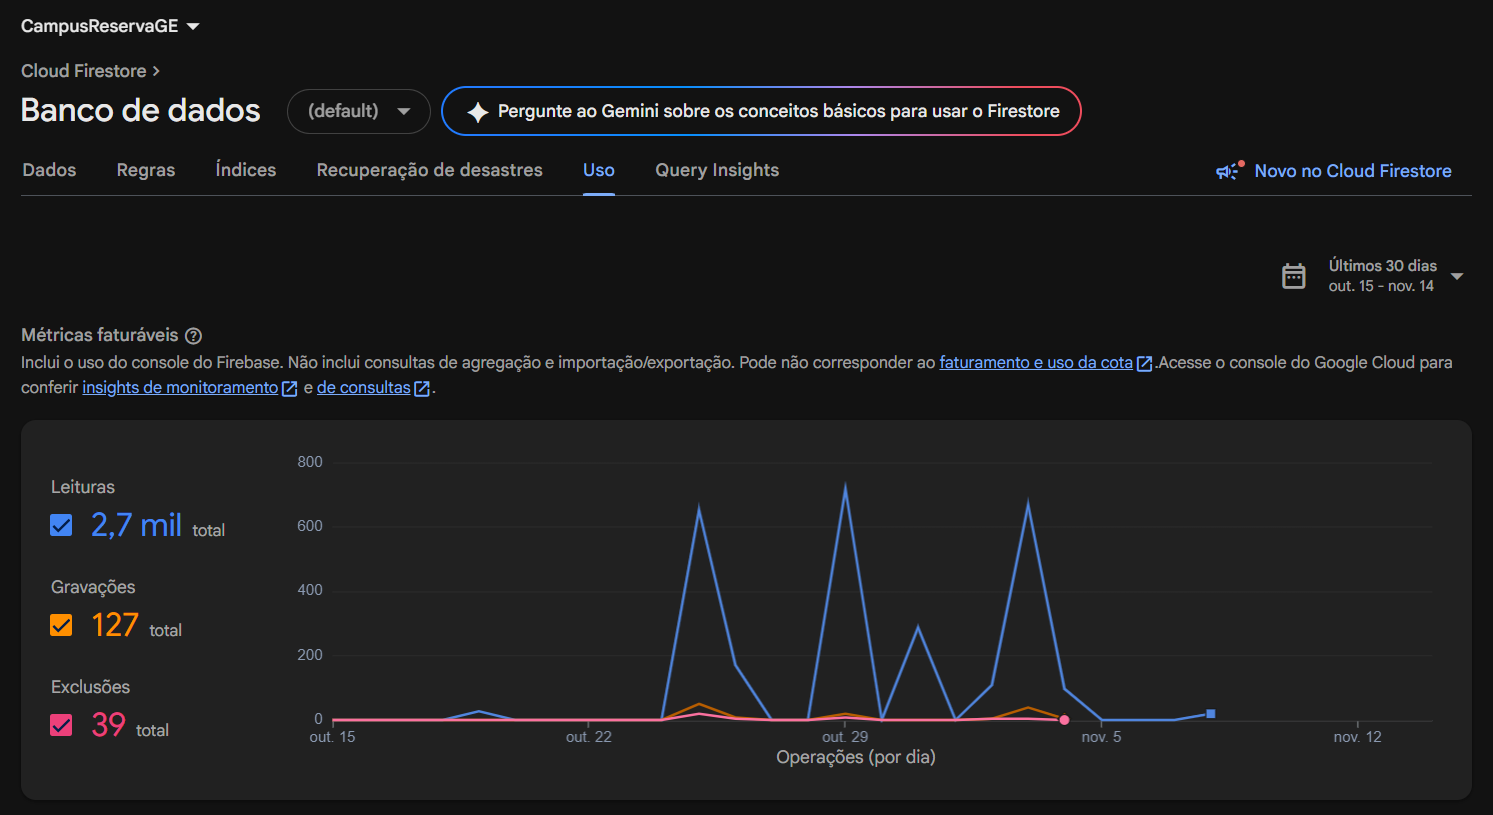 CampusReservaGE
Cloud Firestore
Banco de dados
(default)
Pergunte ao Gemini sobre os conceitos básicos para usar o Firestore
Dados
Regras
Índices
Recuperação de desastres
Uso
Query Insights
Novo no Cloud Firestore
Últimos 30 dias
out. 15 - nov. 14
Métricas faturáveis
Inclui o uso do console do Firebase. Não inclui consultas de agregação e importação/exportação. Pode não corresponder ao faturamento e uso da cota .Acesse o console do Google Cloud para
conferir insights de monitoramento e de consultas .
Leituras
2,7 mil total
Gravações
127 total
Exclusões
39 total
800
600
400
200
0
out. 15
out. 22
out. 29
nov. 5
nov. 12
Operações (por dia)